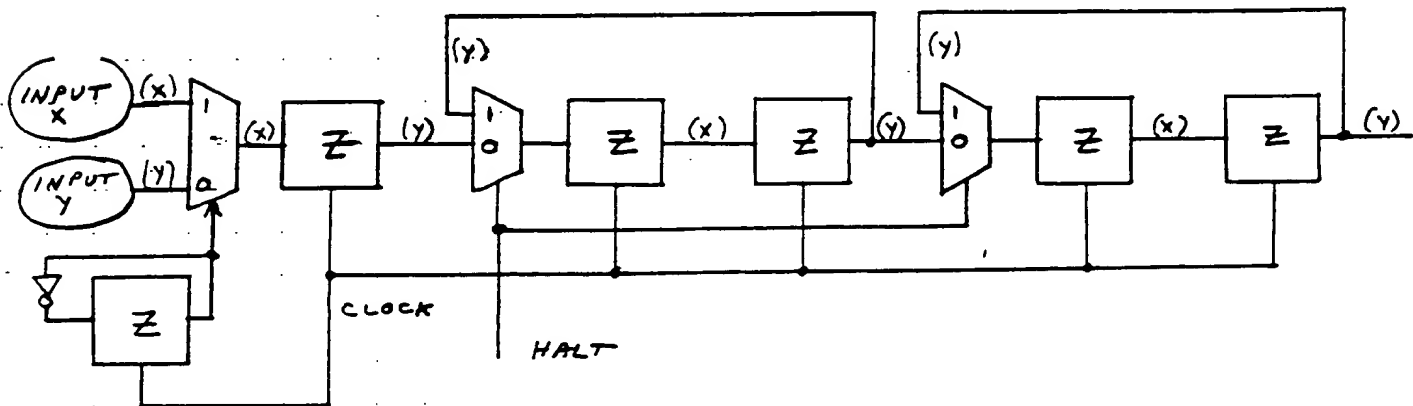 INPUT X
(X)
1
0
INPUT Y
(Y)
(X)
Z
(Y)
(Y)
1
0
Z
(X)
Z
(Y)
(Y)
1
0
Z
(X)
Z
(Y)
Z
CLOCK
HALT